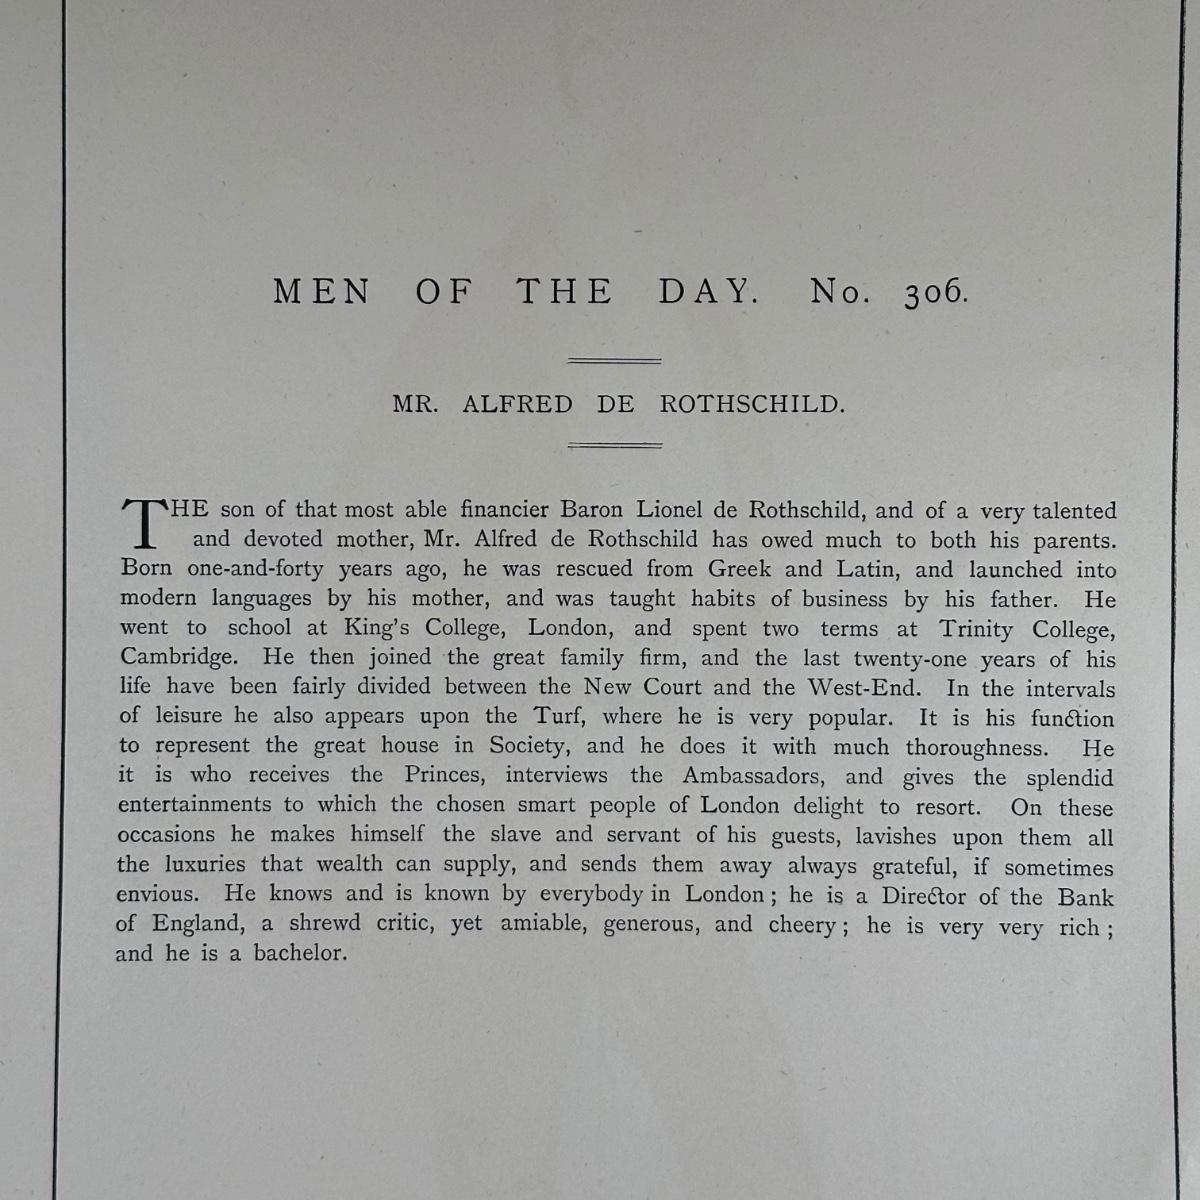 MEN OF THE DAY. No. 306.
MR. ALFRED DE ROTHSCHILD.
THE son of that most able financier Baron Lionel de Rothschild, and of a very talented
and devoted mother, Mr. Alfred de Rothschild has owed much to both his parents.
Born one-and-forty years ago, he was rescued from Greek and Latin, and launched into
modern languages by his mother, and was taught habits of business by his father. He
went to school at King's College, London, and spent two terms at Trinity College,
Cambridge. He then joined the great family firm, and the last twenty-one years of his
life have been fairly divided between the New Court and the West-End. In the intervals
of leisure he also appears upon the Turf, where he is very popular. It is his function
to represent the great house in Society, and he does it with much thoroughness. He
it is who receives the Princes, interviews the Ambassadors, and gives the splendid
entertainments to which the chosen smart people of London delight to resort. On these
occasions he makes himself the slave and servant of his guests, lavishes upon them all
the luxuries that wealth can supply, and sends them away always grateful, if sometimes
envious. He knows and is known by everybody in London; he is a Director of the Bank
of England, a shrewd critic, yet amiable, generous, and cheery; he is very very rich;
and he is a bachelor.